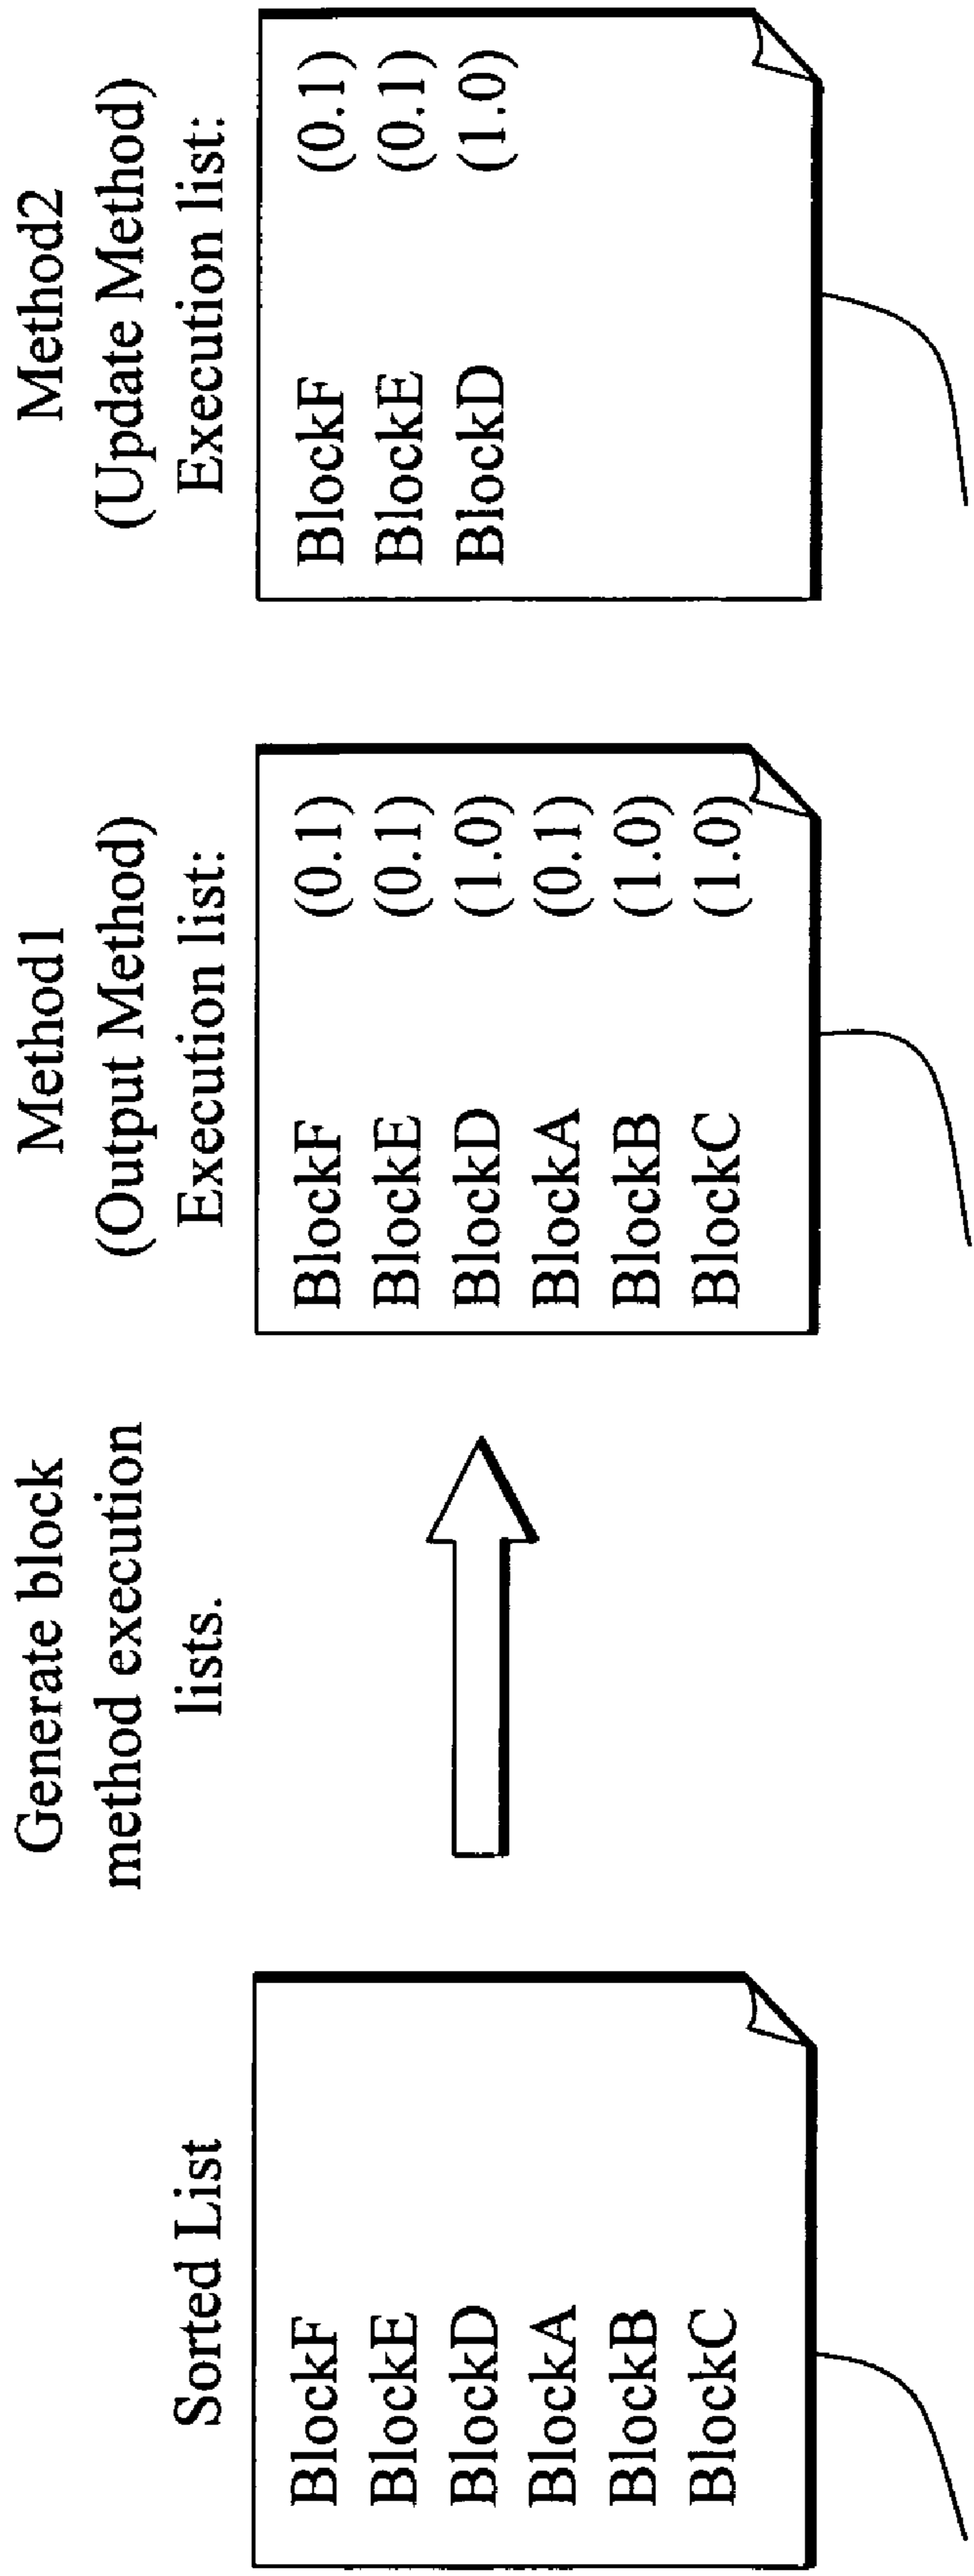 Sorted List
BlockF
BlockE
BlockD
BlockA
BlockB
BlockC
Generate block
method execution
lists.
Method1
(Output Method)
Execution list:
BlockF (0.1)
BlockE (0.1)
BlockD (1.0)
BlockA (0.1)
BlockB (1.0)
BlockC (1.0)
Method2
(Update Method)
Execution list:
BlockF (0.1)
BlockE (0.1)
BlockD (1.0)